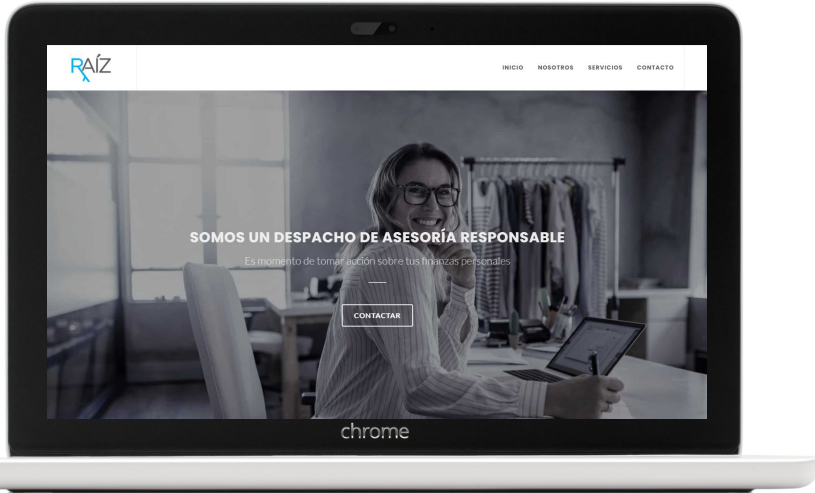 RAÍZ
INICIO NOSOTROS SERVICIOS CONTACTO
SOMOS UN DESPACHO DE ASESORÍA RESPONSABLE
Es momento de tomar acción sobre tus finanzas personales
CONTACTAR
chrome